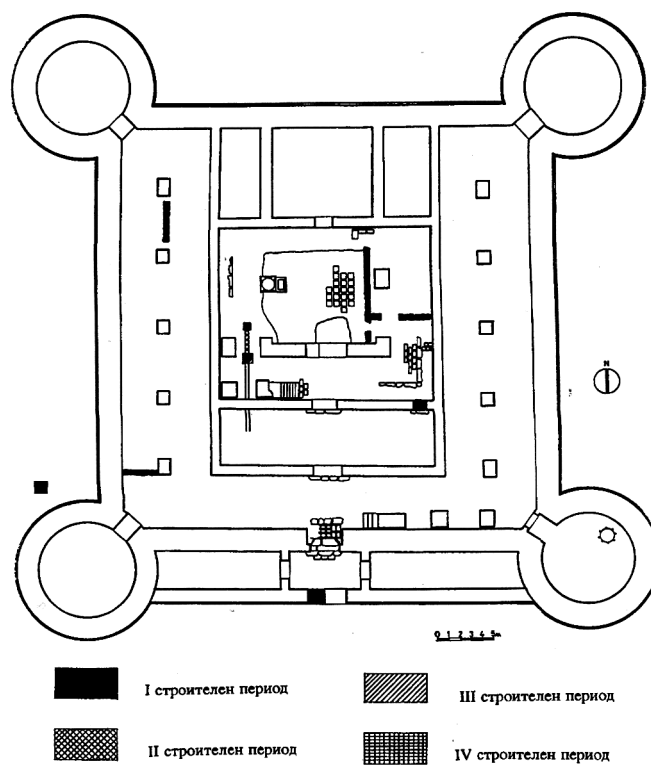 N
0 1 2 3 4 5m
I строителен период
III строителен период
II строителен период
IV строителен период